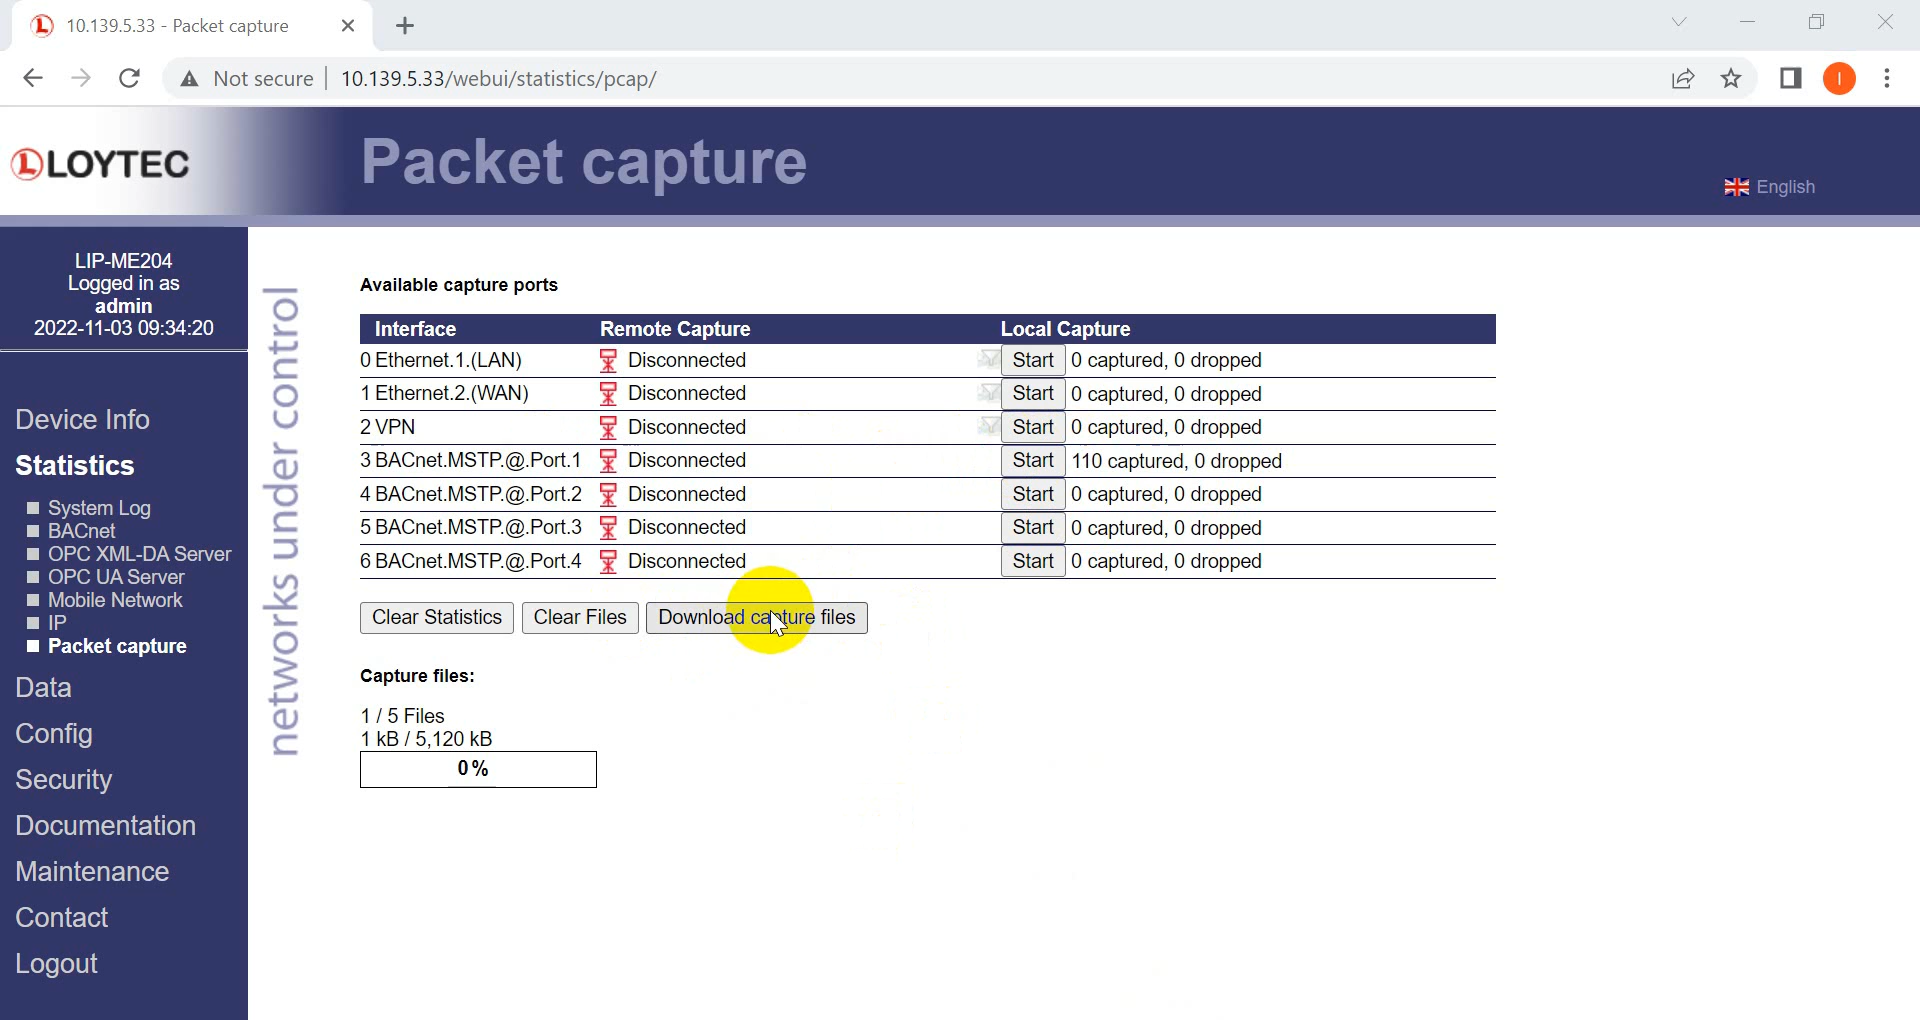 10.139.5.33 - Packet capture
Not secure 10.139.5.33/webui/statistics/pcap/
LOYTEC
Packet capture
English
LIP-ME204
Logged in as
admin
2022-11-03 09:34:20
Device Info
Statistics
System Log
BACnet
OPC XML-DA Server
OPC UA Server
Mobile Network
IP
Packet capture
Data
Config
Security
Documentation
Maintenance
Contact
Logout
networks under control
Available capture ports
Interface Remote Capture Local Capture
0 Ethernet.1.(LAN) Disconnected Start 0 captured, 0 dropped
1 Ethernet.2.(WAN) Disconnected Start 0 captured, 0 dropped
2 VPN Disconnected Start 0 captured, 0 dropped
3 BACnet.MSTP.@.Port.1 Disconnected Start 110 captured, 0 dropped
4 BACnet.MSTP.@.Port.2 Disconnected Start 0 captured, 0 dropped
5 BACnet.MSTP.@.Port.3 Disconnected Start 0 captured, 0 dropped
6 BACnet.MSTP.@.Port.4 Disconnected Start 0 captured, 0 dropped
Clear Statistics Clear Files Download capture files
Capture files:
1 / 5 Files
1 kB / 5,120 kB
0 %